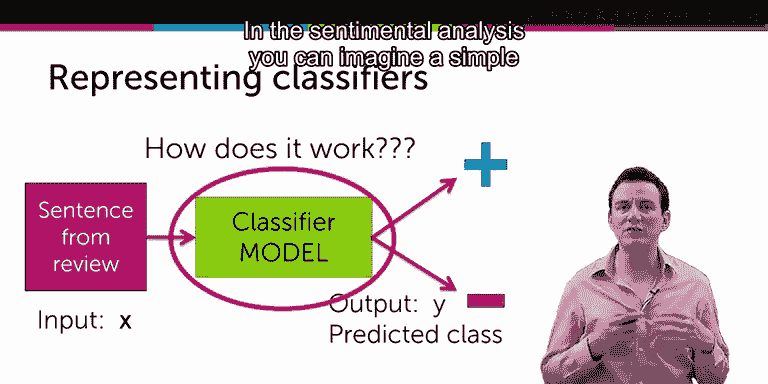 In the sentimental analysis
you can imagine a simple
Representing classifiers
How does it work???
Sentence
from
review
Classifier
MODEL
Input: x
Output: y
Predicted class